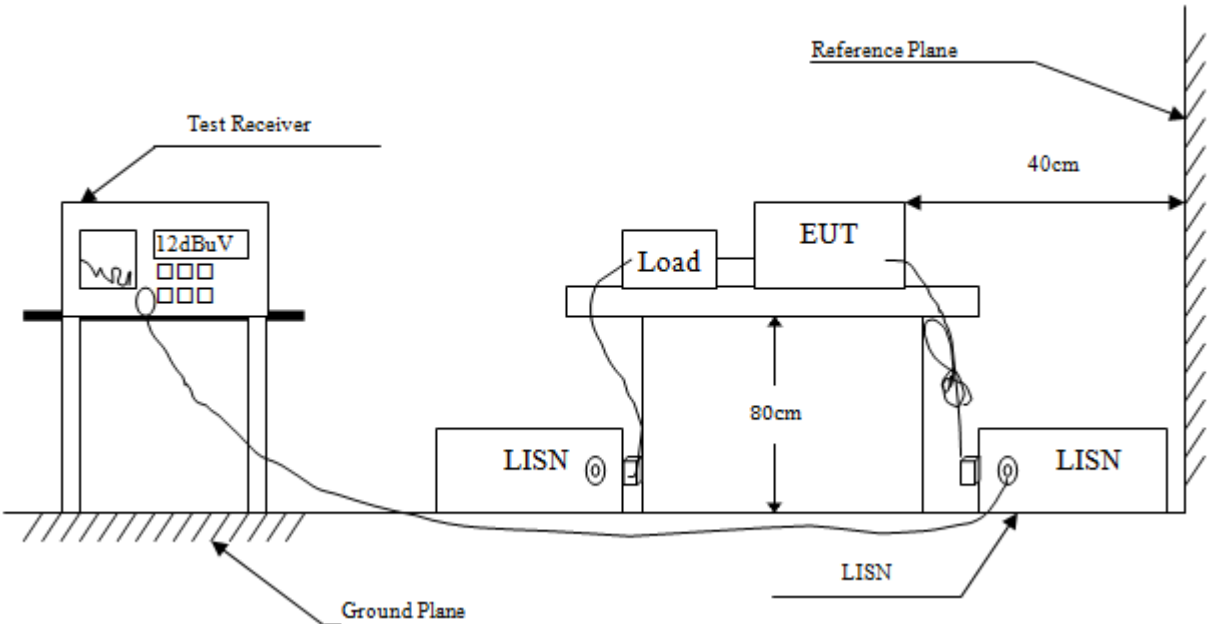 Reference Plane
Test Receiver
40cm
12dBuV
EUT
Load
80cm
LISN
LISN
LISN
Ground Plane